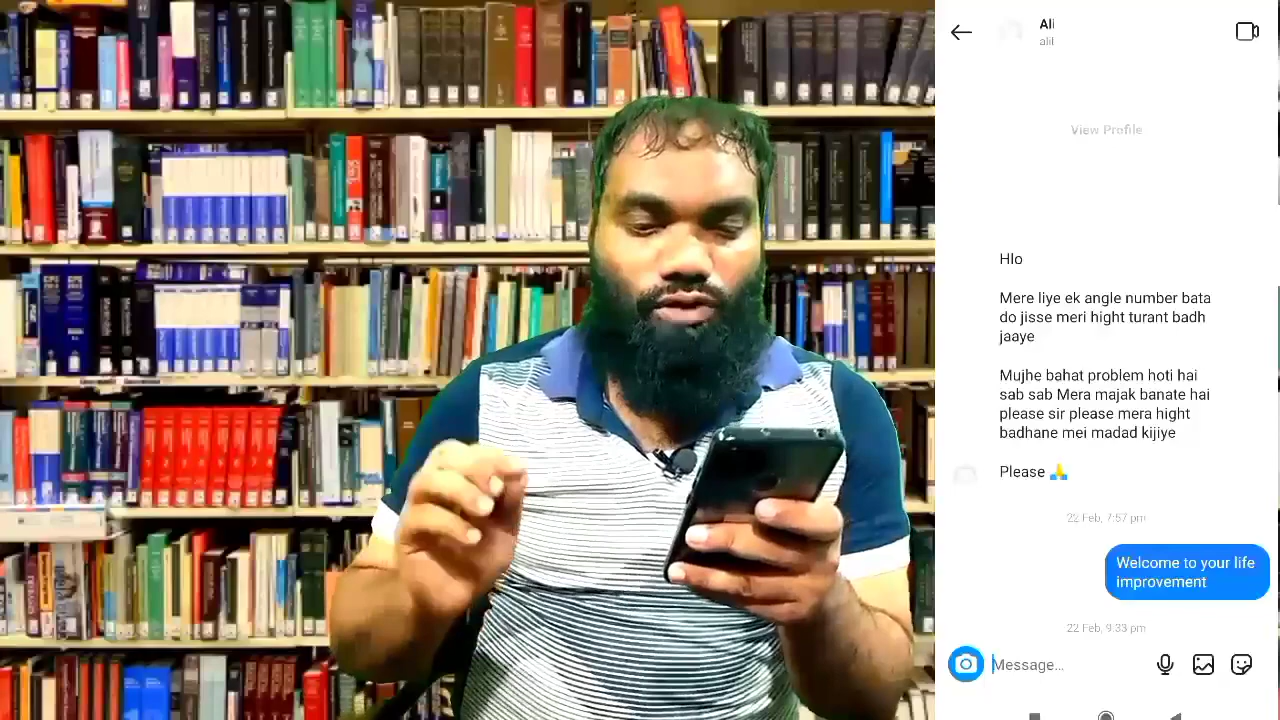 Ali
alil
View Profile
Hlo
Mere liye ek angle number bata
do jisse meri hight turant badh
jaaye
Mujhe bahat problem hoti hai
sab sab Mera majak banate hai
please sir please mera hight
badhane mei madad kijiye
Please 🙏
22 Feb, 7:57 pm
Welcome to your life
improvement
22 Feb, 9:33 pm
Message...